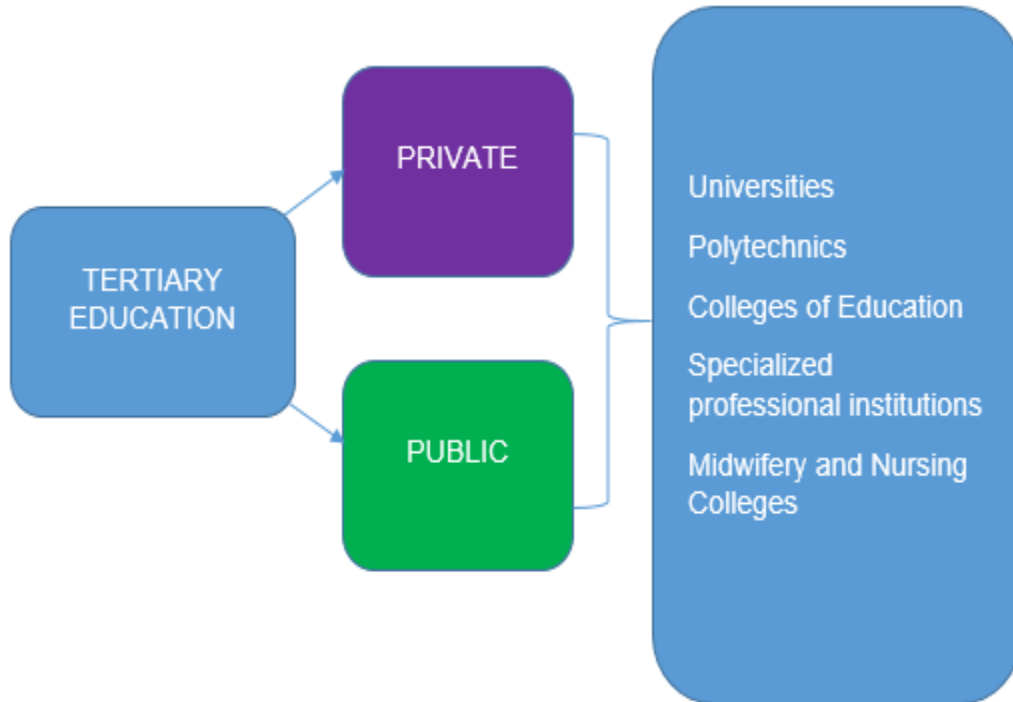 TERTIARY
EDUCATION
PRIVATE
PUBLIC
Universities
Polytechnics
Colleges of Education
Specialized
professional institutions
Midwifery and Nursing
Colleges